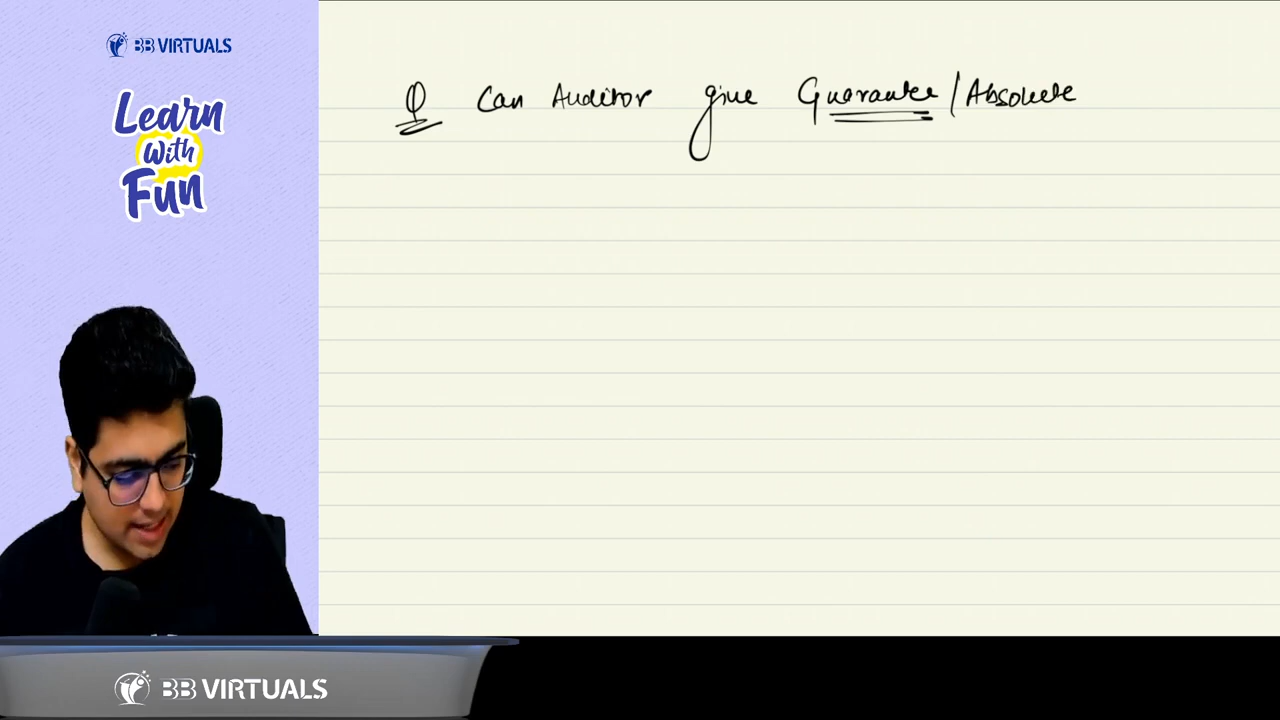 BB VIRTUALS
Learn
With
Fun
Q Can Auditor give Guarantee / Absolute
BB VIRTUALS